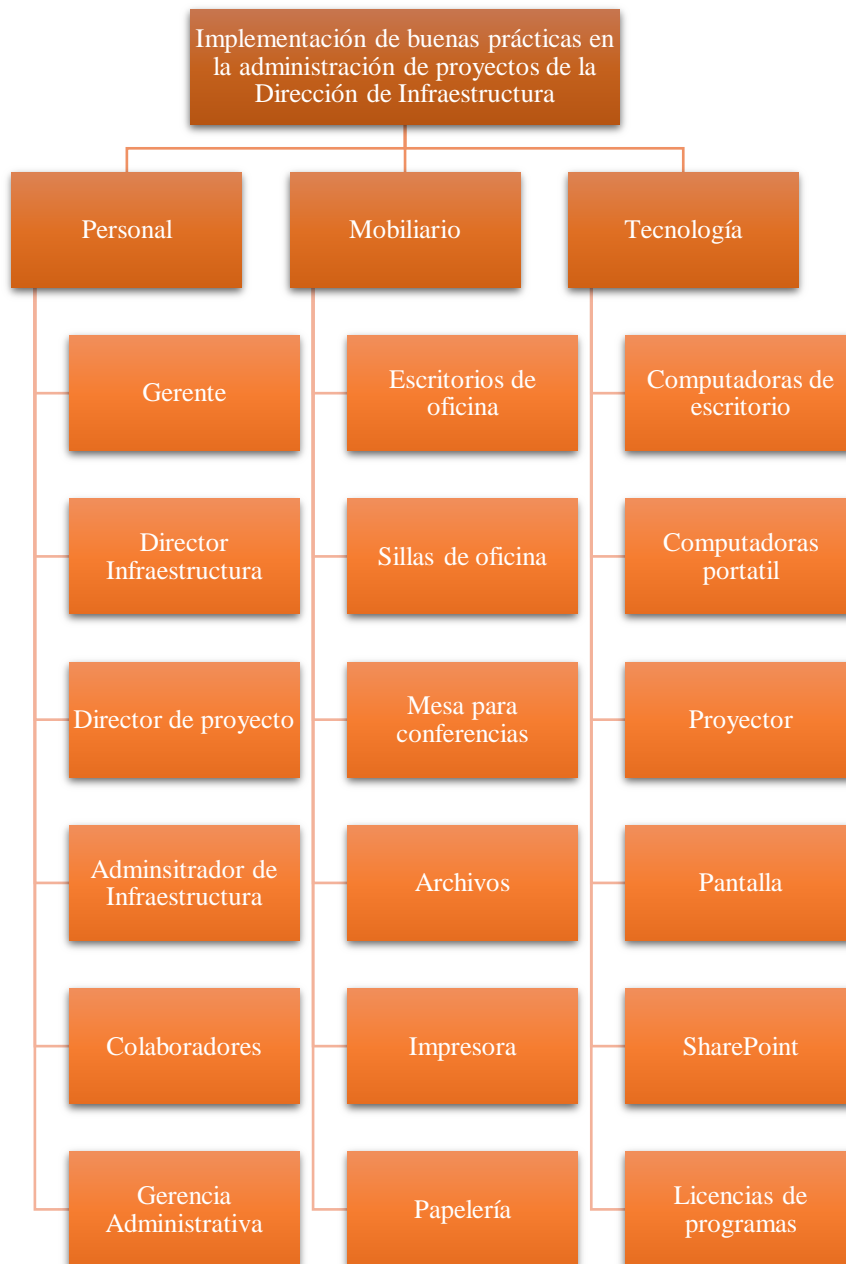 Implementación de buenas prácticas en
la administración de proyectos de la
Dirección de Infraestructura
Personal
Mobiliario
Tecnología
Gerente
Director
Infraestructura
Director de proyecto
Adminsitrador de
Infraestructura
Colaboradores
Gerencia
Administrativa
Escritorios de
oficina
Sillas de oficina
Mesa para
conferencias
Archivos
Impresora
Papelería
Computadoras de
escritorio
Computadoras
portatil
Proyector
Pantalla
SharePoint
Licencias de
programas